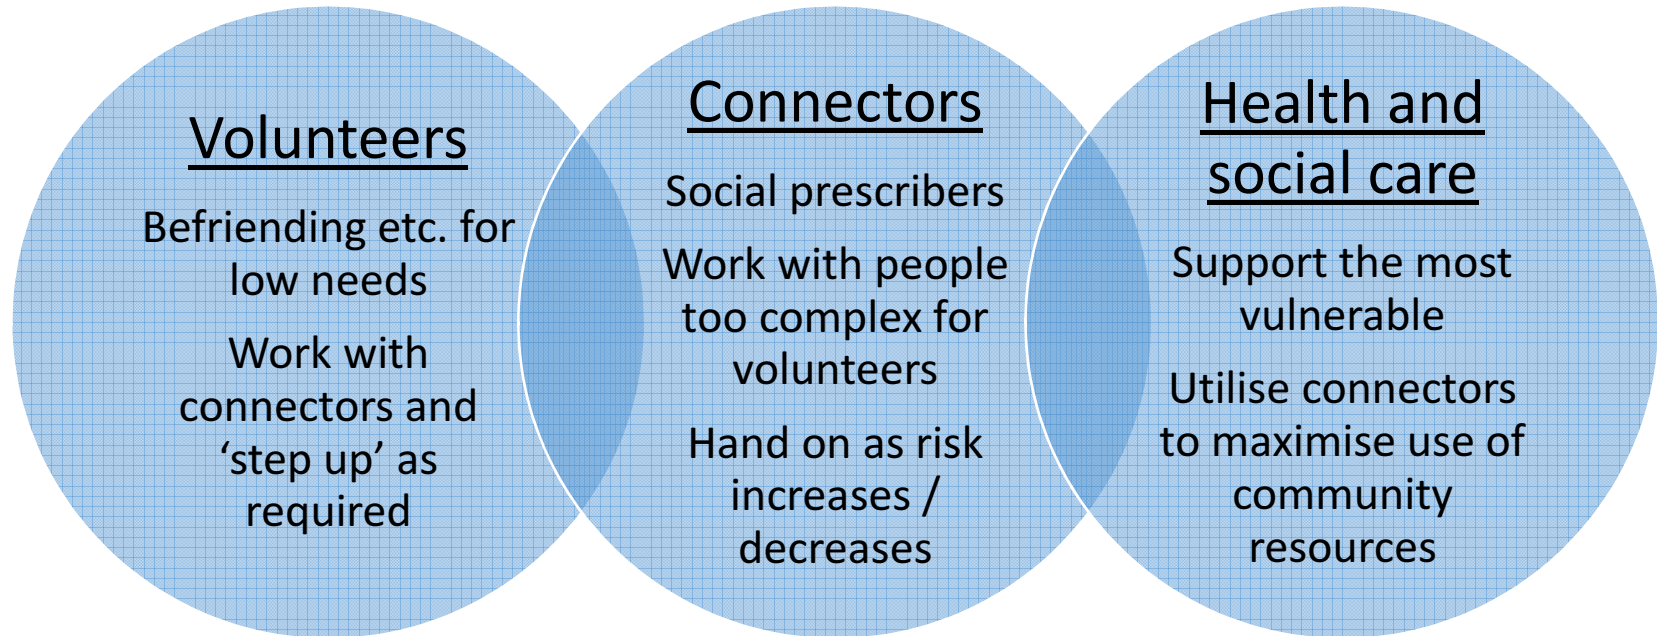 Volunteers
Befriending etc. for
low needs
Work with
connectors and
‘step up’ as
required
Connectors
Social prescribers
Work with people
too complex for
volunteers
Hand on as risk
increases /
decreases
Health and
social care
Support the most
vulnerable
Utilise connectors
to maximise use of
community
resources